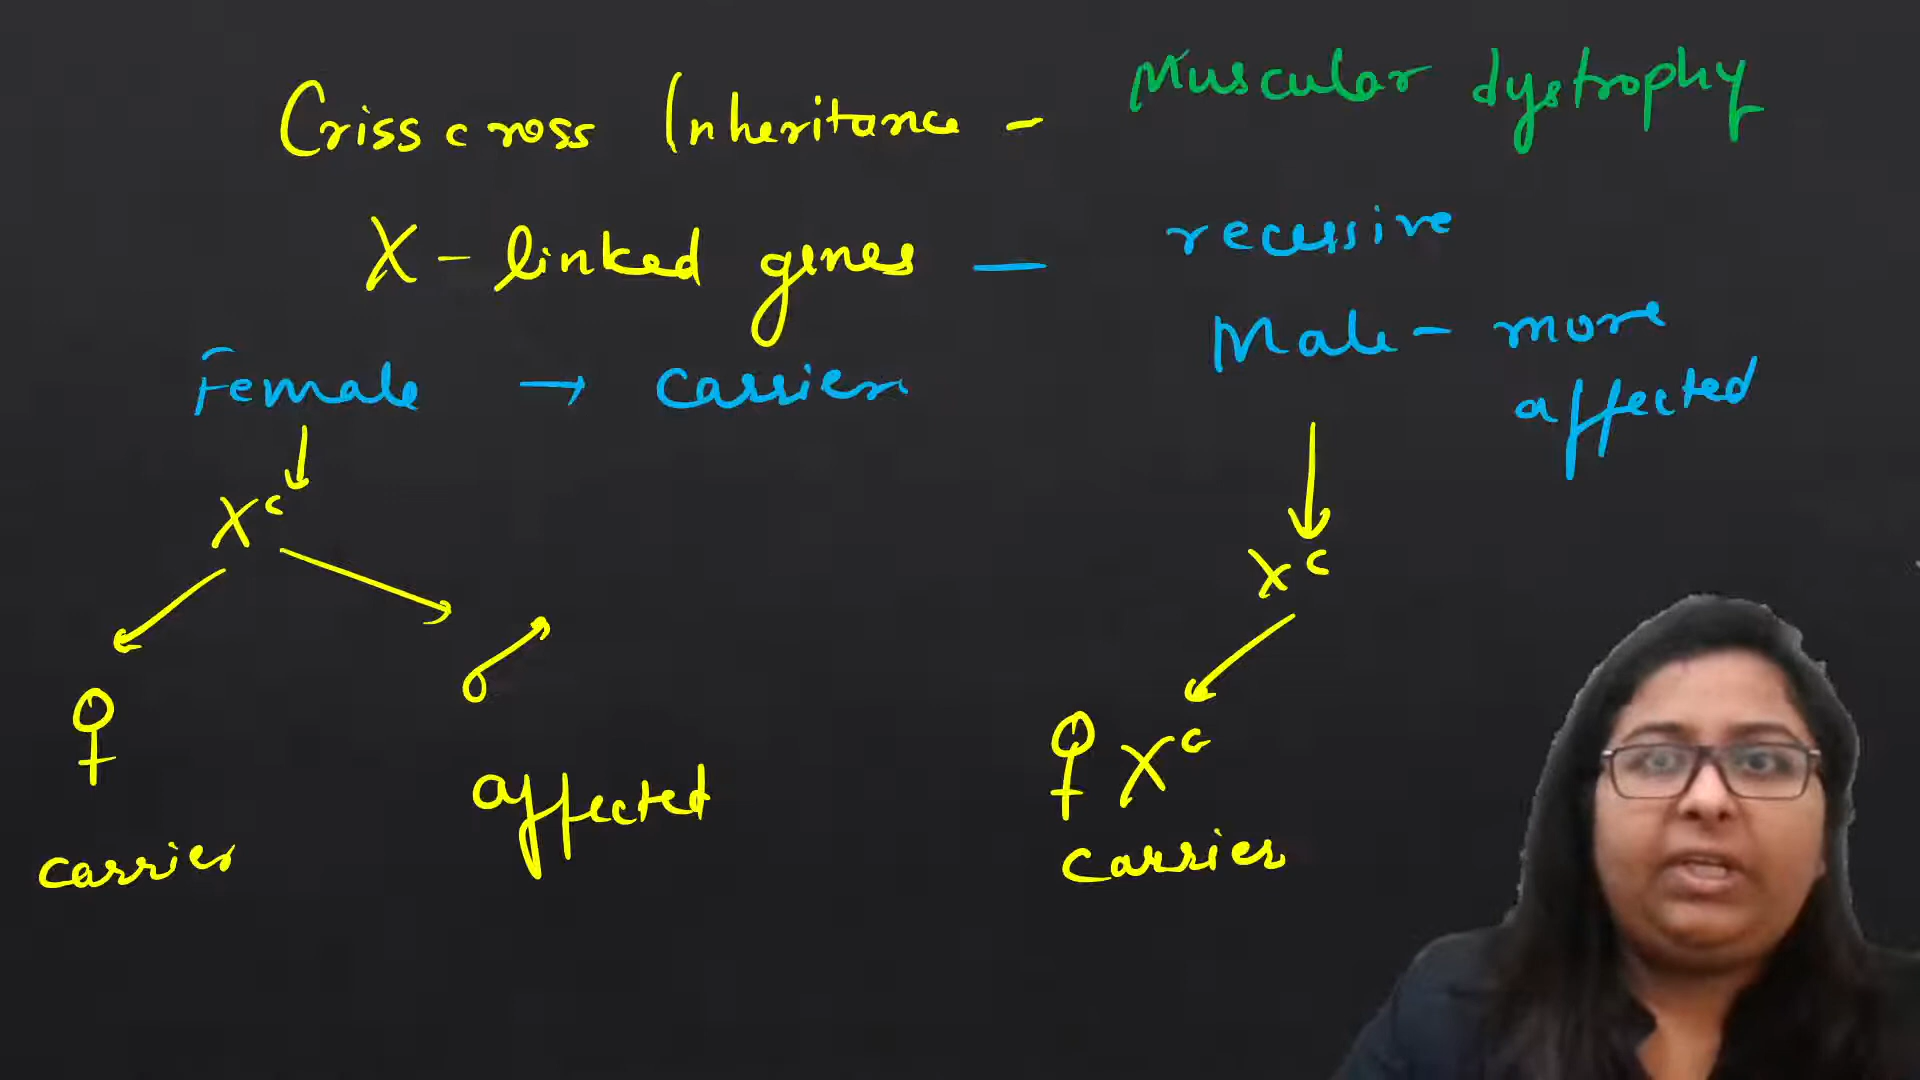 Criss cross Inheritance - Muscular dystrophy
X - linked genes — recessive
Male - more
affected
Female → Carrier
X^c
X^c
♀
♂
♀ X^c
affected
carrier
Carrier